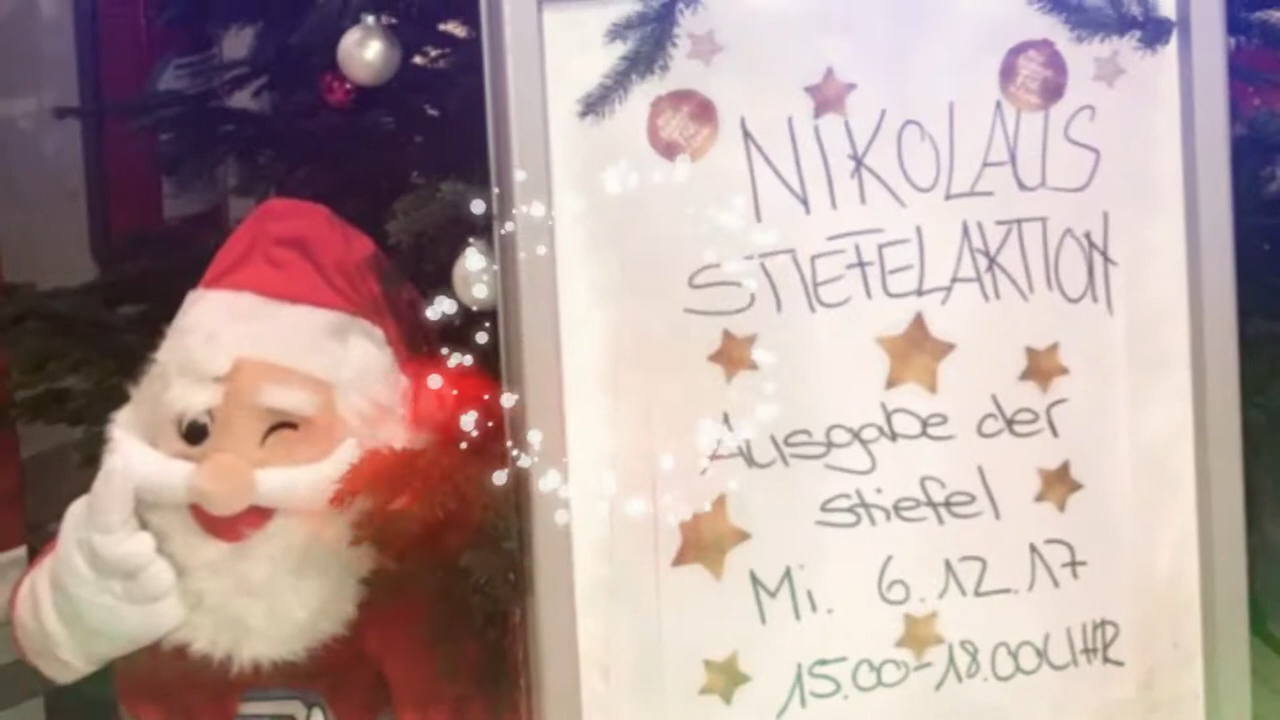 NIKOLAUS
STIEFELAKTION
Ausgabe der
stiefel
Mi. 6.12.17
15.00-18.00UHR